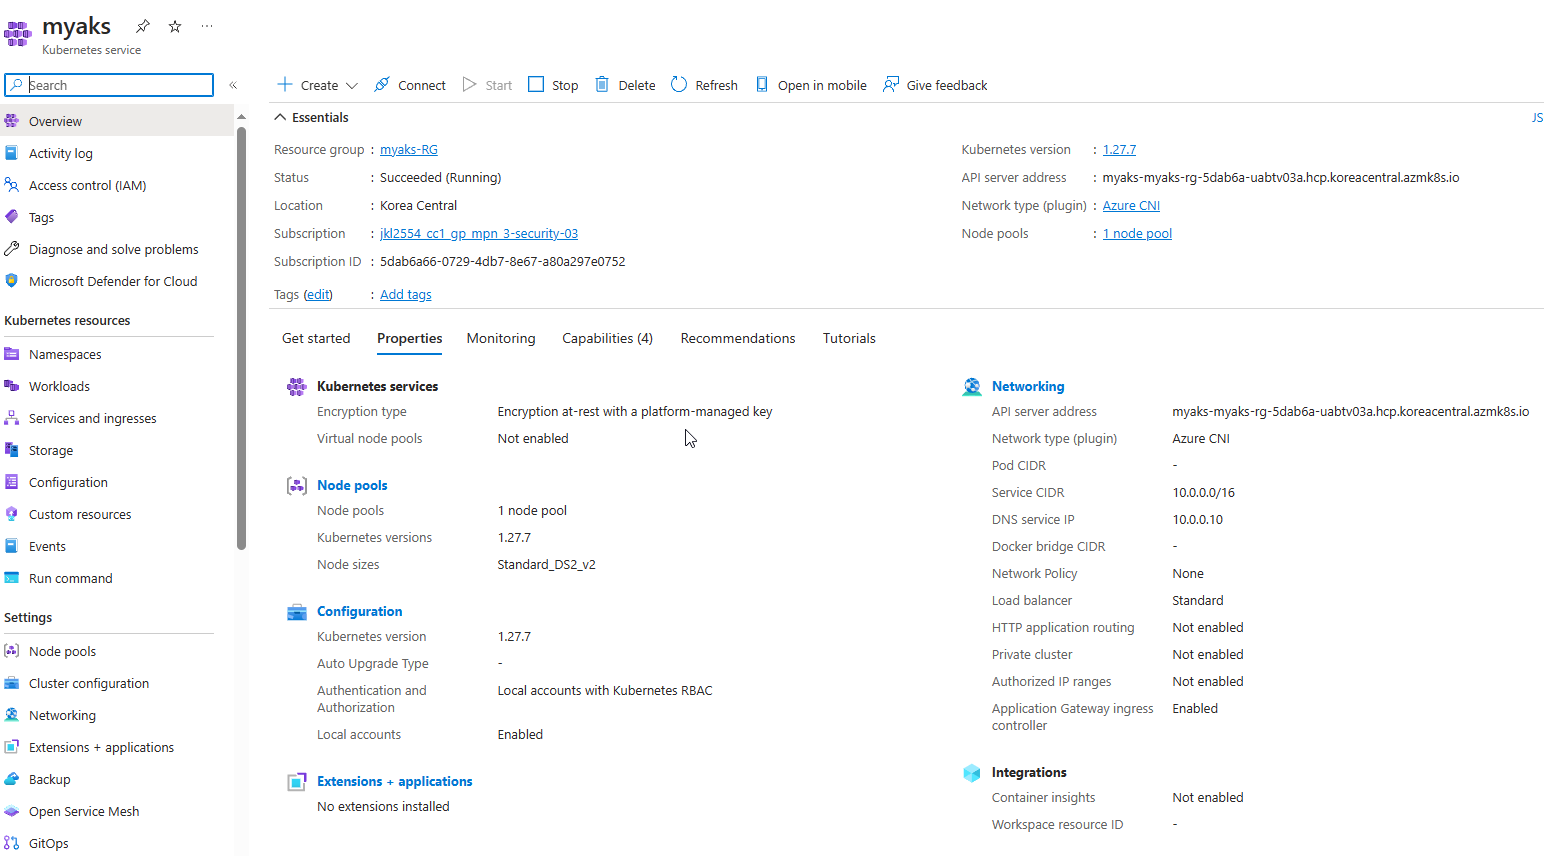 myaks
Kubernetes service
Search
«
Overview
Activity log
Access control (IAM)
Tags
Diagnose and solve problems
Microsoft Defender for Cloud
Kubernetes resources
Namespaces
Workloads
Services and ingresses
Storage
Configuration
Custom resources
Events
Run command
Settings
Node pools
Cluster configuration
Networking
Extensions + applications
Backup
Open Service Mesh
GitOps
Create Connect Start Stop Delete Refresh Open in mobile Give feedback
Essentials
JS
Resource group : myaks-RG
Status : Succeeded (Running)
Location : Korea Central
Subscription : jkl2554_cc1_gp_mpn_3-security-03
Subscription ID : 5dab6a66-0729-4db7-8e67-a80a297e0752
Tags (edit) : Add tags
Kubernetes version : 1.27.7
API server address : myaks-myaks-rg-5dab6a-uabtv03a.hcp.koreacentral.azmk8s.io
Network type (plugin) : Azure CNI
Node pools : 1 node pool
Get started Properties Monitoring Capabilities (4) Recommendations Tutorials
Kubernetes services
Encryption type Encryption at-rest with a platform-managed key
Virtual node pools Not enabled
Node pools
Node pools 1 node pool
Kubernetes versions 1.27.7
Node sizes Standard_DS2_v2
Configuration
Kubernetes version 1.27.7
Auto Upgrade Type -
Authentication and Local accounts with Kubernetes RBAC
Authorization
Local accounts Enabled
Extensions + applications
No extensions installed
Networking
API server address myaks-myaks-rg-5dab6a-uabtv03a.hcp.koreacentral.azmk8s.io
Network type (plugin) Azure CNI
Pod CIDR -
Service CIDR 10.0.0.0/16
DNS service IP 10.0.0.10
Docker bridge CIDR -
Network Policy None
Load balancer Standard
HTTP application routing Not enabled
Private cluster Not enabled
Authorized IP ranges Not enabled
Application Gateway ingress Enabled
controller
Integrations
Container insights Not enabled
Workspace resource ID -